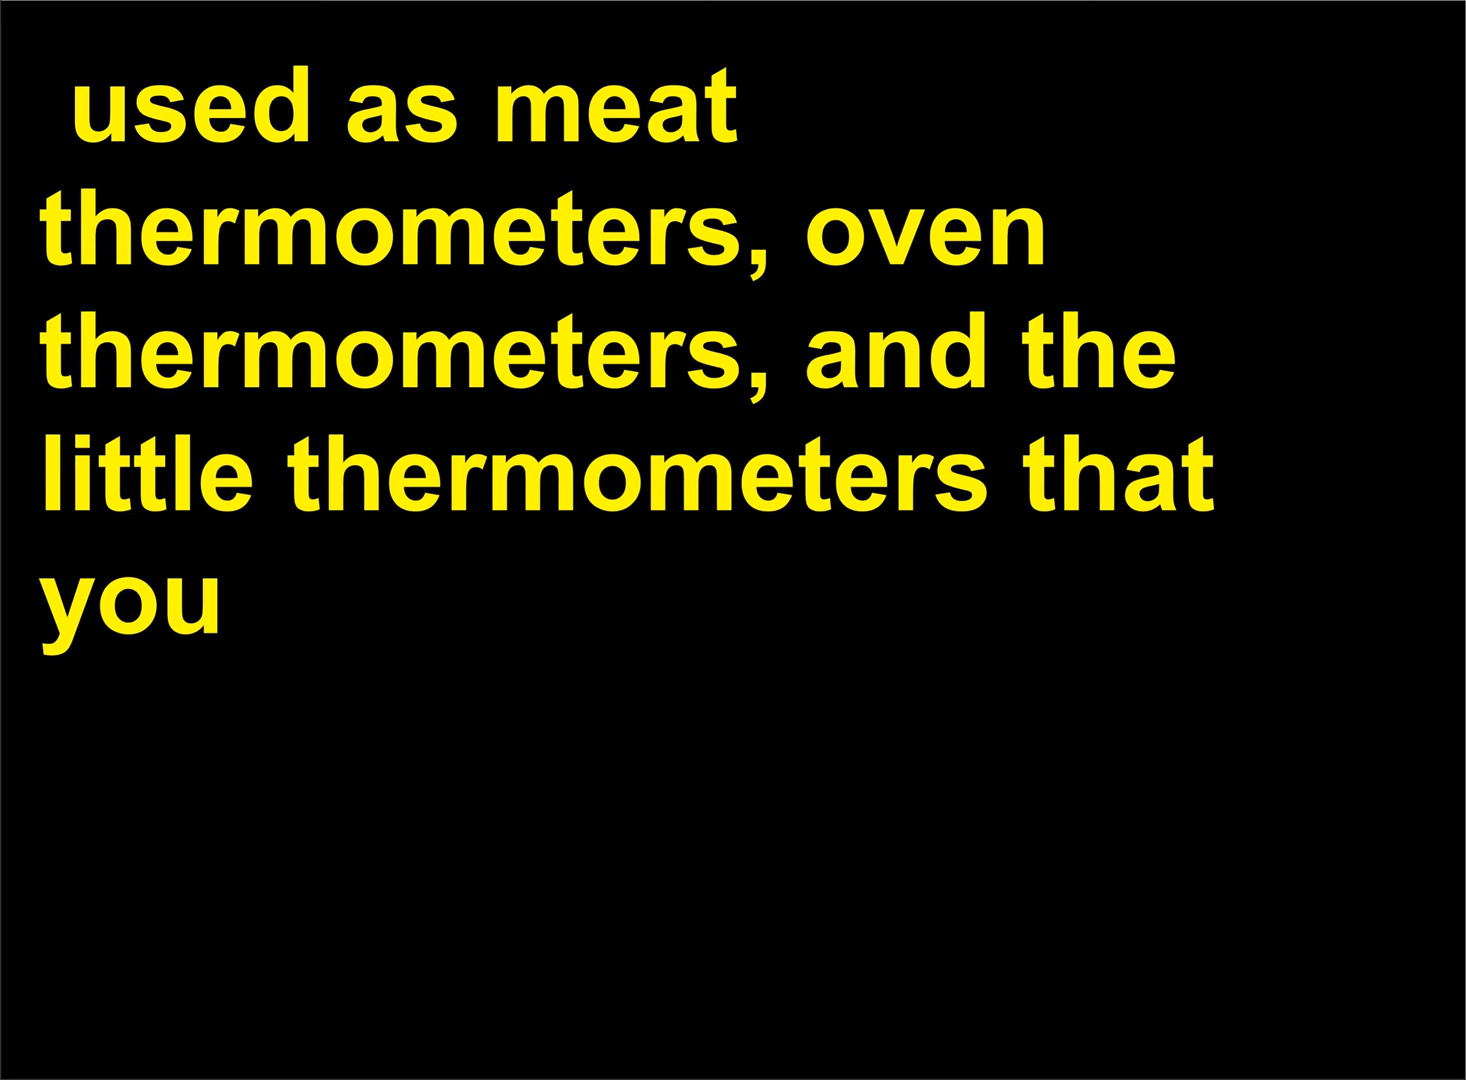 used as meat
thermometers, oven
thermometers, and the
little thermometers that
you